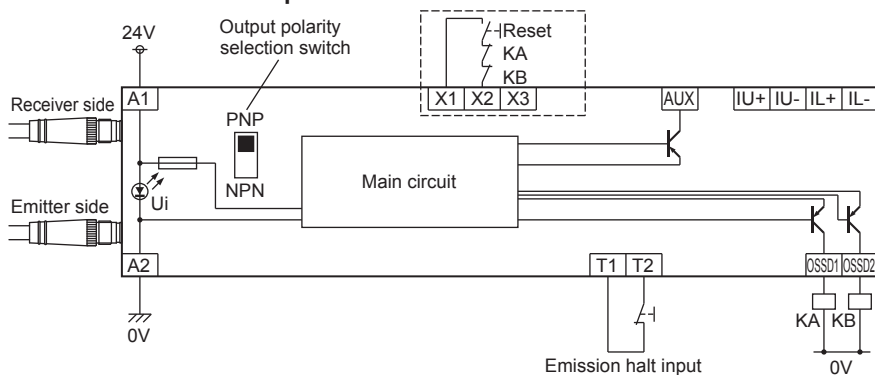 Output polarity
selection switch
24V
Reset
KA
KB
A1
X1 X2 X3
AUX
IU+ IU- IL+ IL-
Receiver side
PNP
NPN
Main circuit
Ui
Emitter side
A2
T1 T2
OSSD1 OSSD2
KA KB
0V
Emission halt input
0V